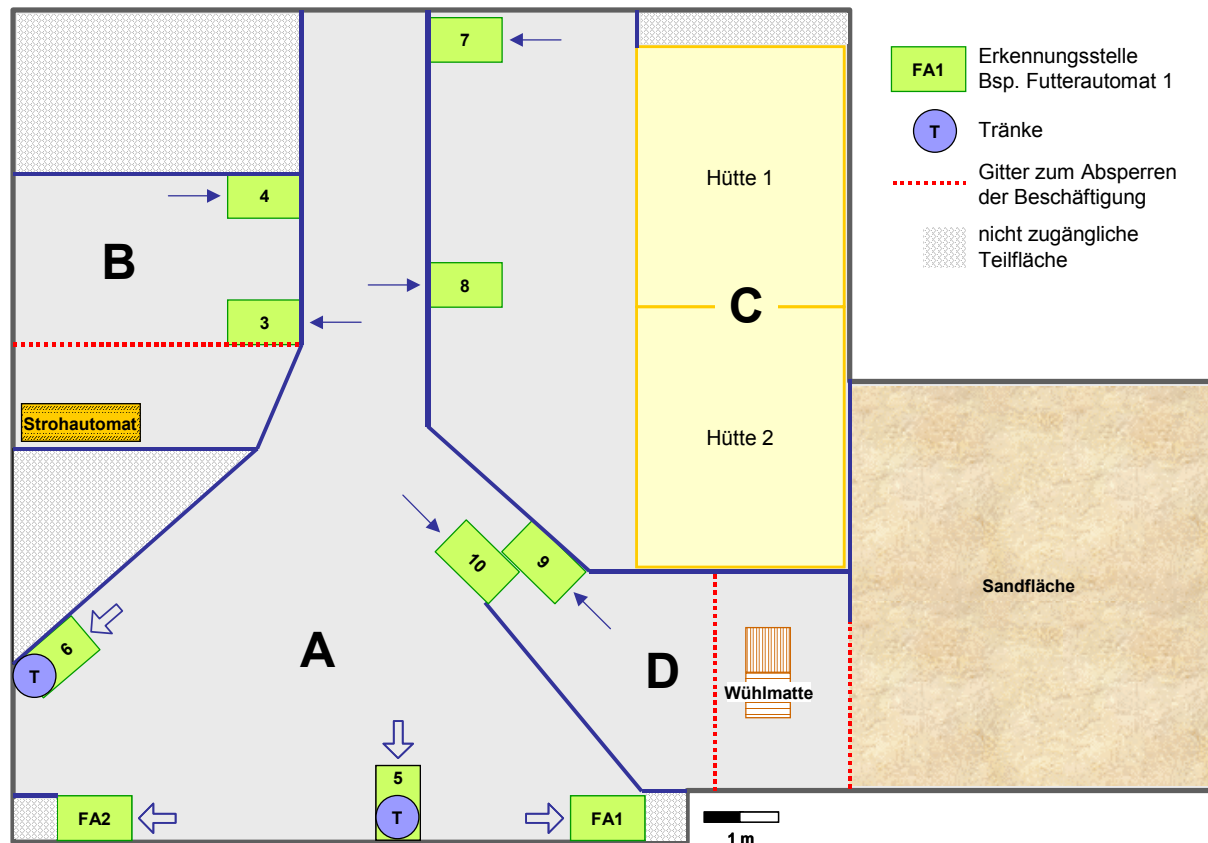 7
FA1
Erkennungsstelle
Bsp. Futterautomat 1
T
Tränke
Gitter zum Absperren
der Beschäftigung
nicht zugängliche
Teilfläche
4
Hütte 1
B
8
C
3
Strohautomat
Hütte 2
10
9
Sandfläche
6
T
A
D
Wühlmatte
5
T
FA2
FA1
1 m